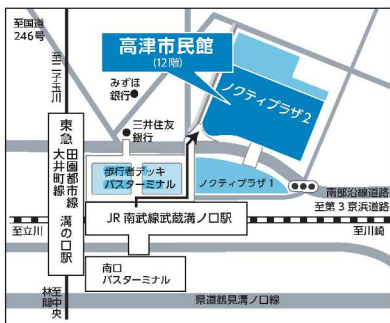 至国道
246号
至二子玉川
高津市民館
(12階)
みずほ
銀行
ノクティプラザ2
三井住友
銀行
東急
田園都市線
大井町線
溝の口駅
歩行者デッキ
バスターミナル
ノクティプラザ1
南部沿線道路
至第3京浜道路
JR南武線武蔵溝ノ口駅
至立川
至川崎
南口
バスターミナル
至中央
林間
県道鶴見溝ノ口線